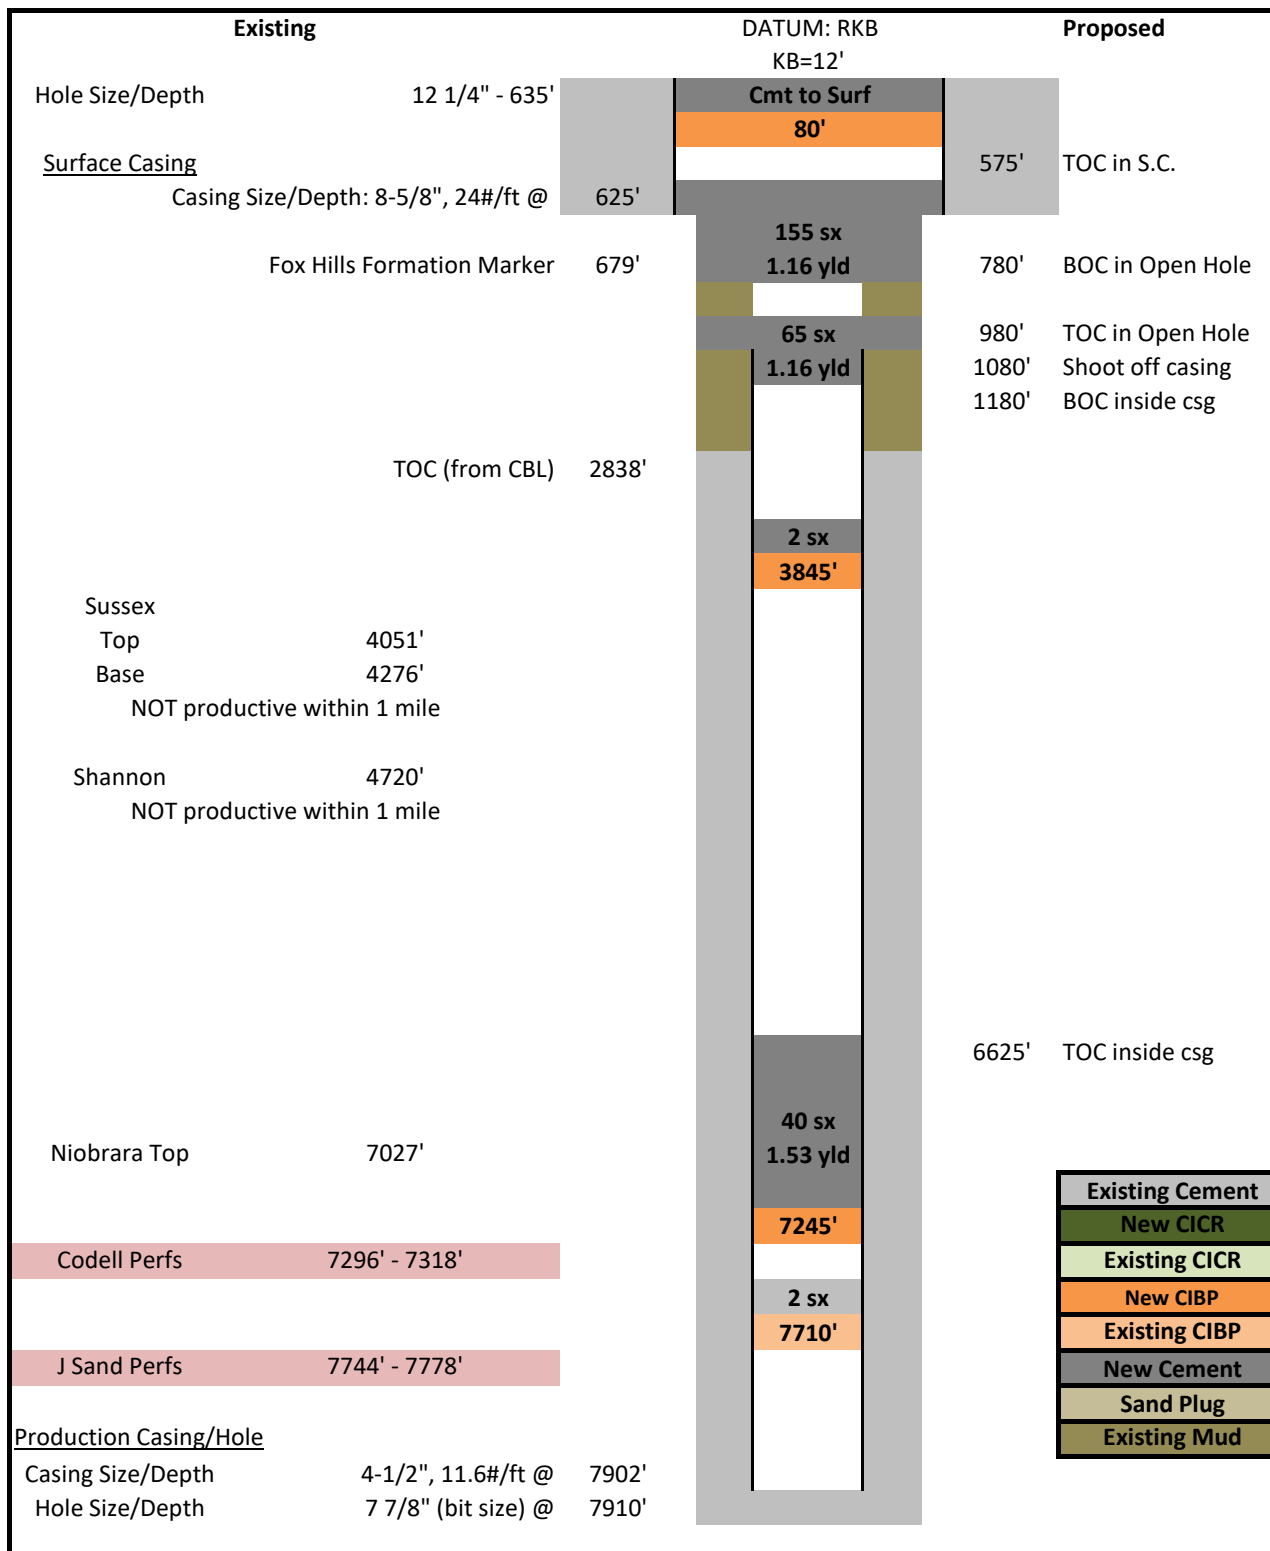 Existing DATUM: RKB Proposed
KB=12'
Hole Size/Depth 12 1/4" - 635' Cmt to Surf
80'
Surface Casing 575' TOC in S.C.
Casing Size/Depth: 8-5/8", 24#/ft @ 625'
155 sx
Fox Hills Formation Marker 679' 1.16 yld 780' BOC in Open Hole
65 sx 980' TOC in Open Hole
1.16 yld 1080' Shoot off casing
1180' BOC inside csg
TOC (from CBL) 2838'
2 sx
3845'
Sussex
Top 4051'
Base 4276'
NOT productive within 1 mile
Shannon 4720'
NOT productive within 1 mile
6625' TOC inside csg
40 sx
Niobrara Top 7027' 1.53 yld
Existing Cement
7245' New CICR
Codell Perfs 7296' - 7318' Existing CICR
2 sx New CIBP
7710' Existing CIBP
J Sand Perfs 7744' - 7778' New Cement
Sand Plug
Production Casing/Hole Existing Mud
Casing Size/Depth 4-1/2", 11.6#/ft @ 7902'
Hole Size/Depth 7 7/8" (bit size) @ 7910'